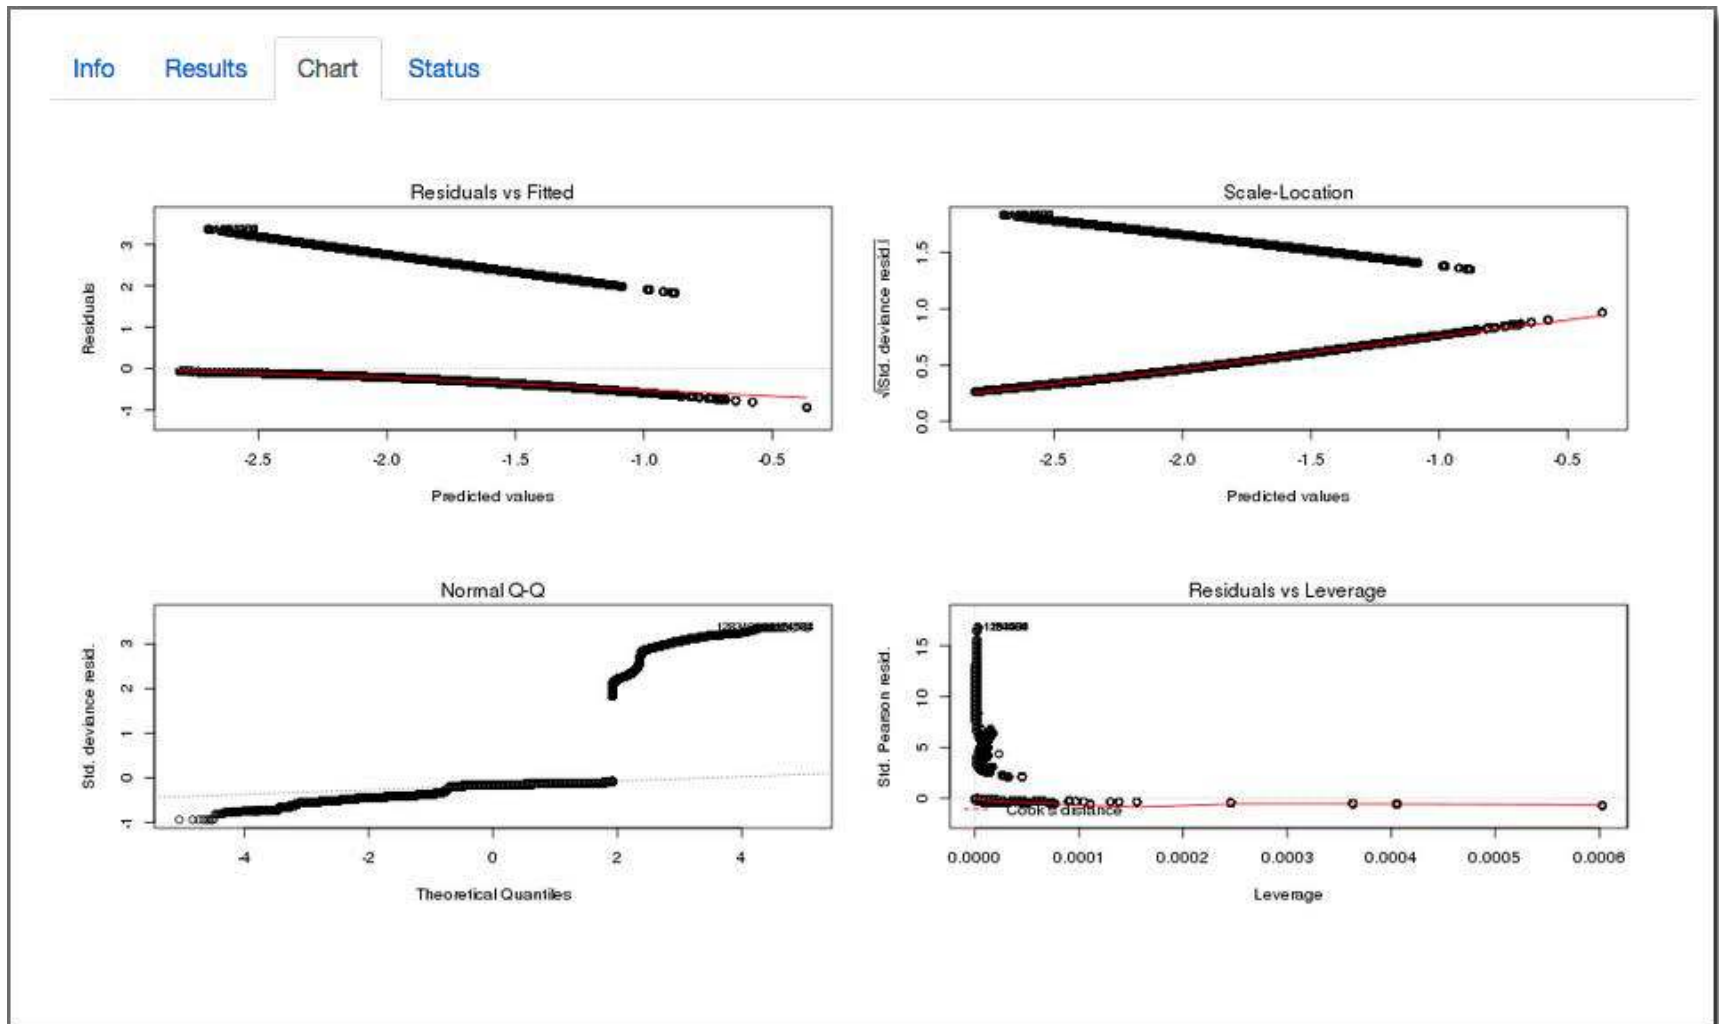 Info Results Chart Status
Residuals vs Fitted
Residuals
3
2
1
0
-1
-2.5 -2.0 -1.5 -1.0 -0.5
Predicted values
Scale-Location
Std. deviance resid.
1.5
1.0
0.5
0.0
-2.5 -2.0 -1.5 -1.0 -0.5
Predicted values
Normal Q-Q
Std. deviance resid.
3
2
1
0
-1
-4 -2 0 2 4
Theoretical Quantiles
Residuals vs Leverage
Std. Pearson resid.
15
10
5
0
Cook's distance
0.0000 0.0001 0.0002 0.0003 0.0004 0.0005 0.0006
Leverage